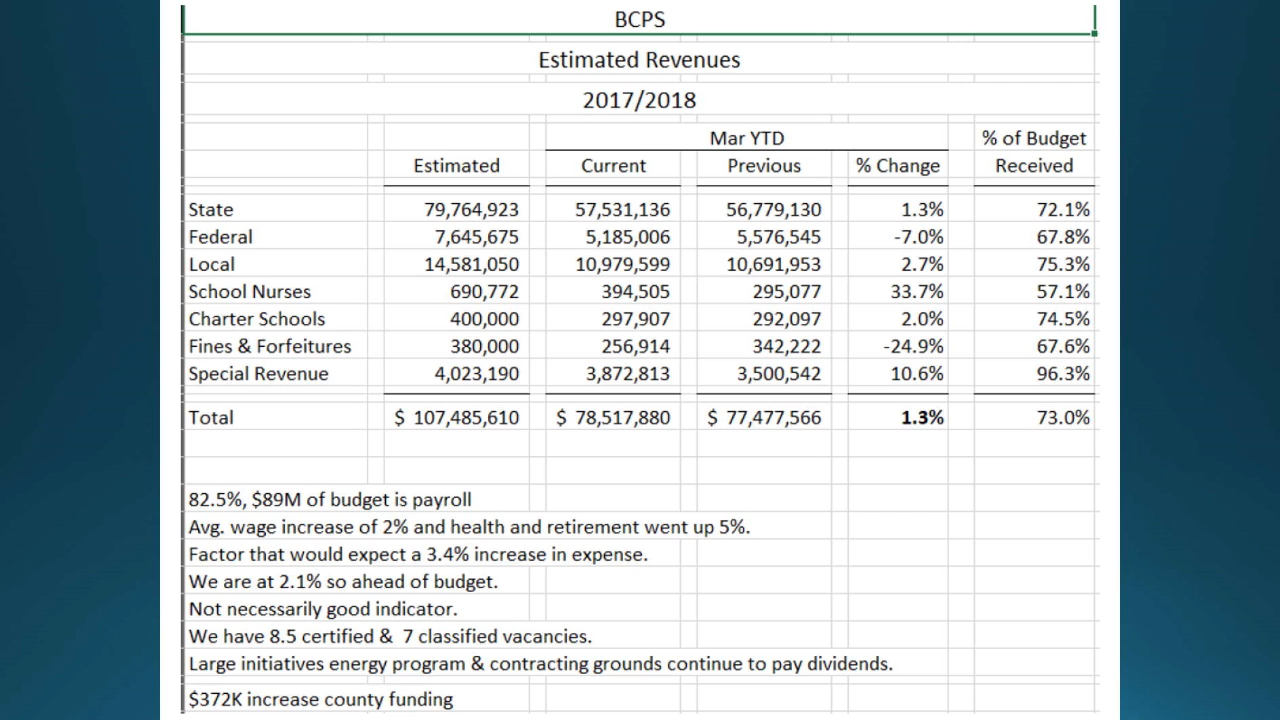 BCPS
Estimated Revenues
2017/2018
Mar YTD % of Budget
Estimated Current Previous % Change Received
State 79,764,923 57,531,136 56,779,130 1.3% 72.1%
Federal 7,645,675 5,185,006 5,576,545 -7.0% 67.8%
Local 14,581,050 10,979,599 10,691,953 2.7% 75.3%
School Nurses 690,772 394,505 295,077 33.7% 57.1%
Charter Schools 400,000 297,907 292,097 2.0% 74.5%
Fines & Forfeitures 380,000 256,914 342,222 -24.9% 67.6%
Special Revenue 4,023,190 3,872,813 3,500,542 10.6% 96.3%
Total $ 107,485,610 $ 78,517,880 $ 77,477,566 1.3% 73.0%
82.5%, $89M of budget is payroll
Avg. wage increase of 2% and health and retirement went up 5%.
Factor that would expect a 3.4% increase in expense.
We are at 2.1% so ahead of budget.
Not necessarily good indicator.
We have 8.5 certified & 7 classified vacancies.
Large initiatives energy program & contracting grounds continue to pay dividends.
$372K increase county funding